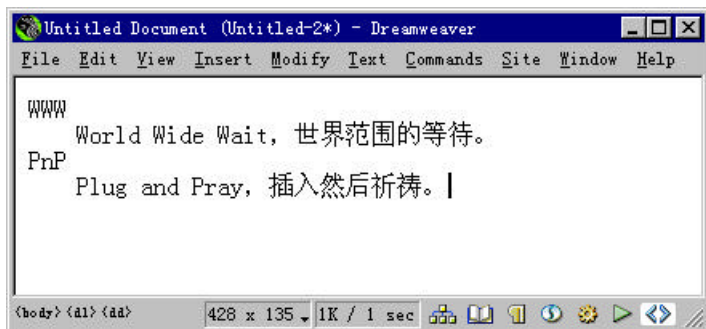 Untitled Document (Untitled-2*) - Dreamweaver
File Edit View Insert Modify Text Commands Site Window Help
WWW
World Wide Wait, 世界范围的等待。
PnP
Plug and Pray, 插入然后祈祷。
<body> <dl> <dd> 428 x 135 1K / 1 sec